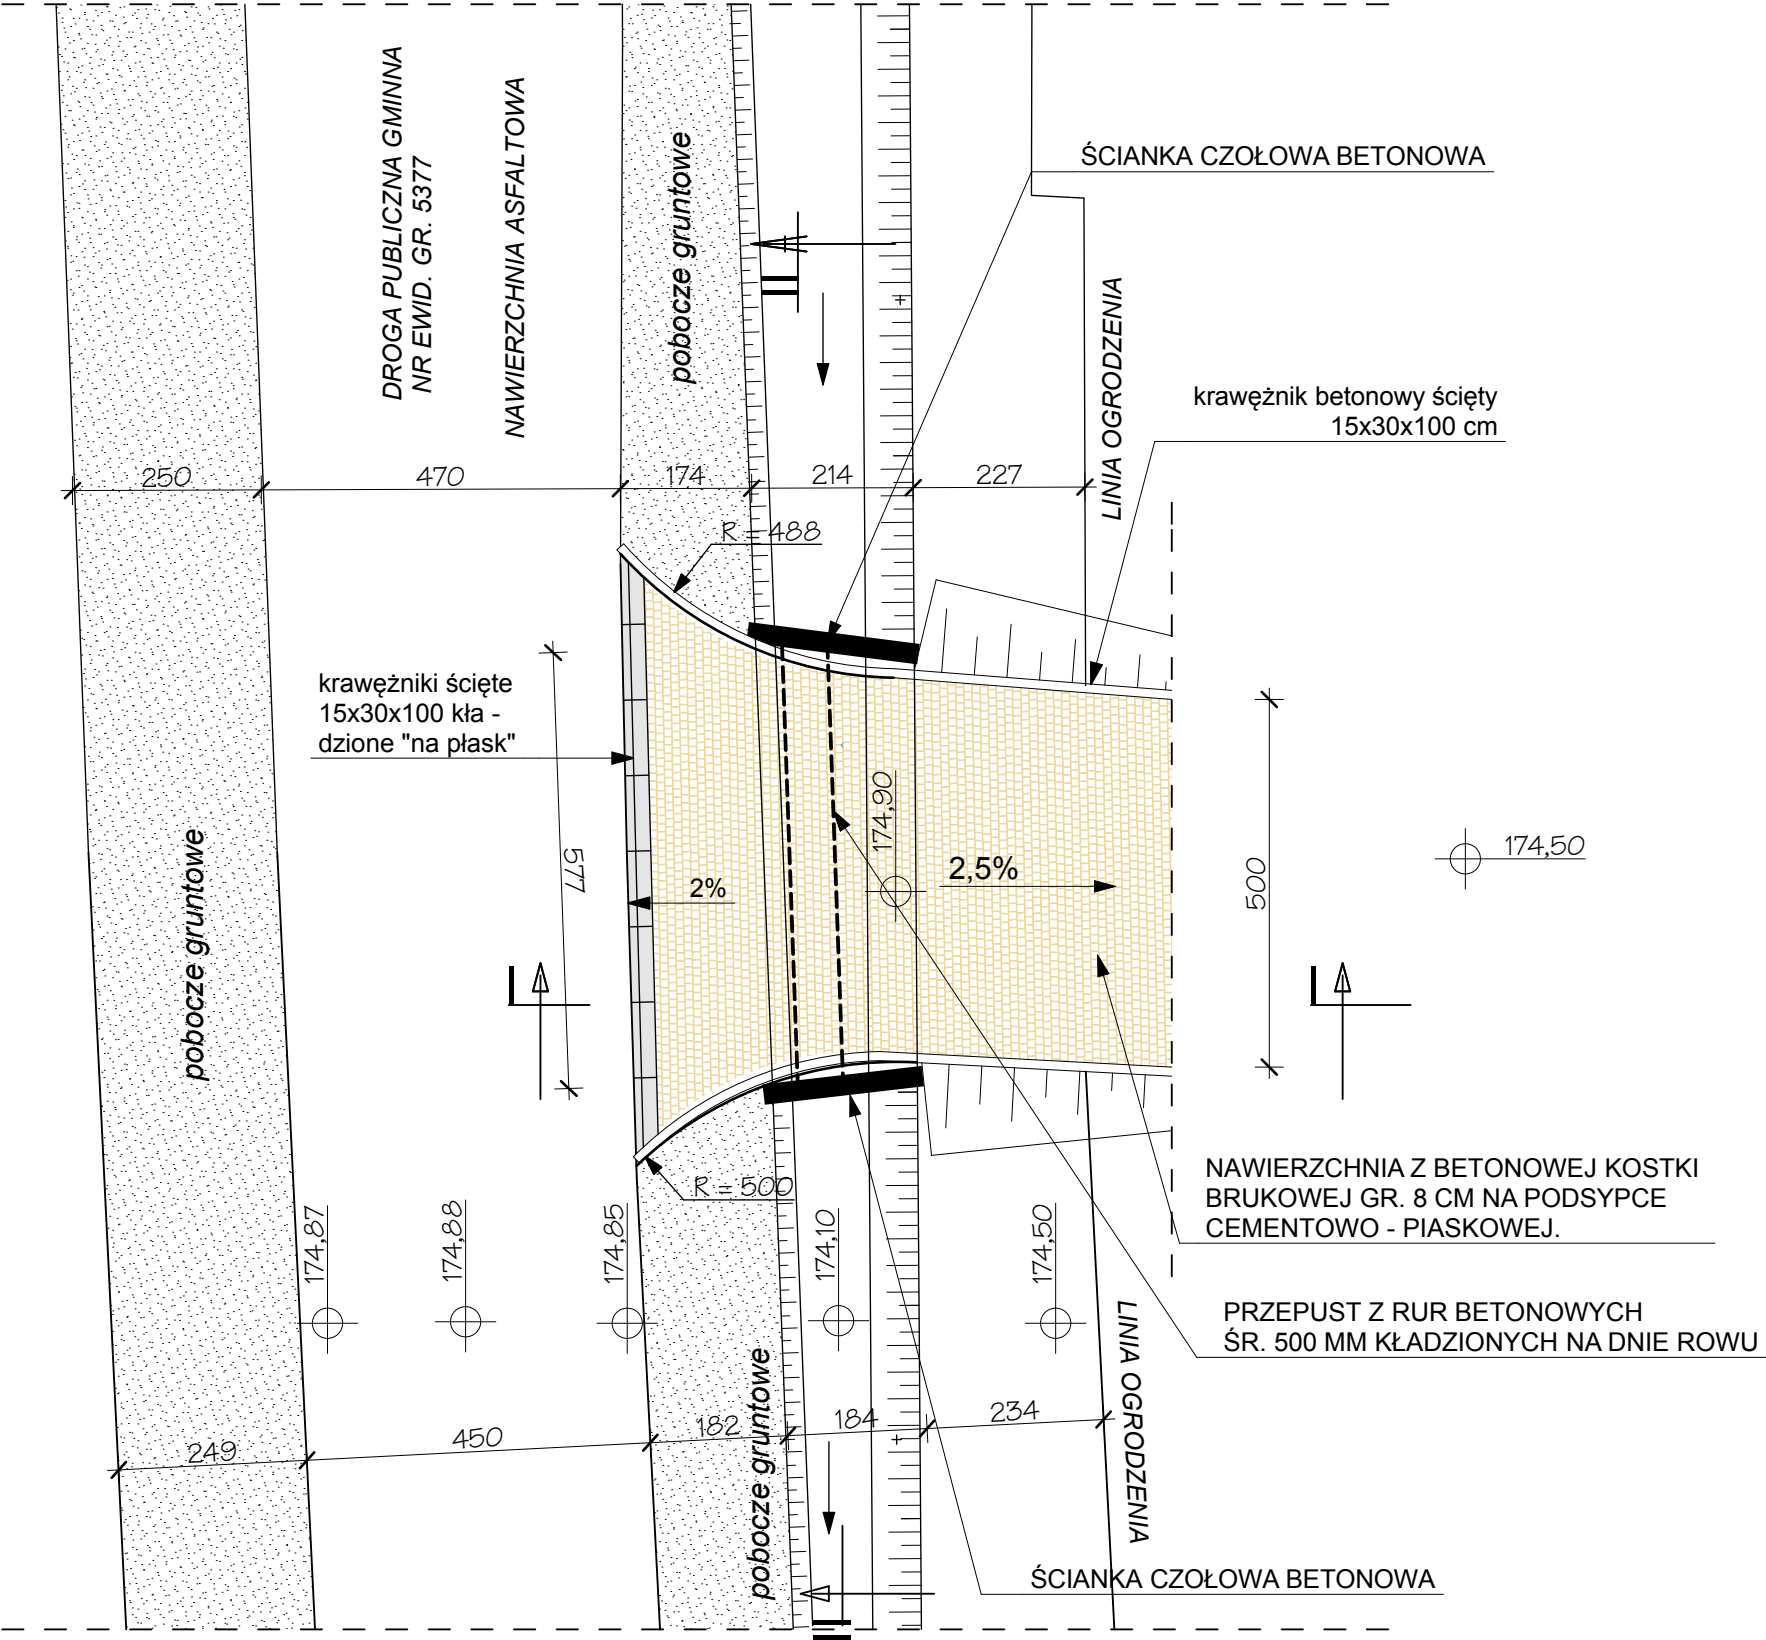 DROGA PUBLICZNA GMINNA
NR EWID. GR. 5377
NAWIERZCHNIA ASFALTOWA
pobocze gruntowe
ŚCIANKA CZOŁOWA BETONOWA
LINIA OGRODZENIA
krawężnik betonowy ścięty
15x30x100 cm
250
470
174
214
227
R = 488
krawężniki ścięte
15x30x100 kła -
dzione "na płask"
577
174,90
2%
2,5%
500
174,50
pobocze gruntowe
I
I
R = 500
NAWIERZCHNIA Z BETONOWEJ KOSTKI
BRUKOWEJ GR. 8 CM NA PODSYPCE
CEMENTOWO - PIASKOWEJ.
174,87
174,88
174,85
174,10
174,50
PRZEPUST Z RUR BETONOWYCH
ŚR. 500 MM KŁADZIONYCH NA DNIE ROWU
LINIA OGRODZENIA
pobocze gruntowe
249
450
182
184
234
ŚCIANKA CZOŁOWA BETONOWA
II
II